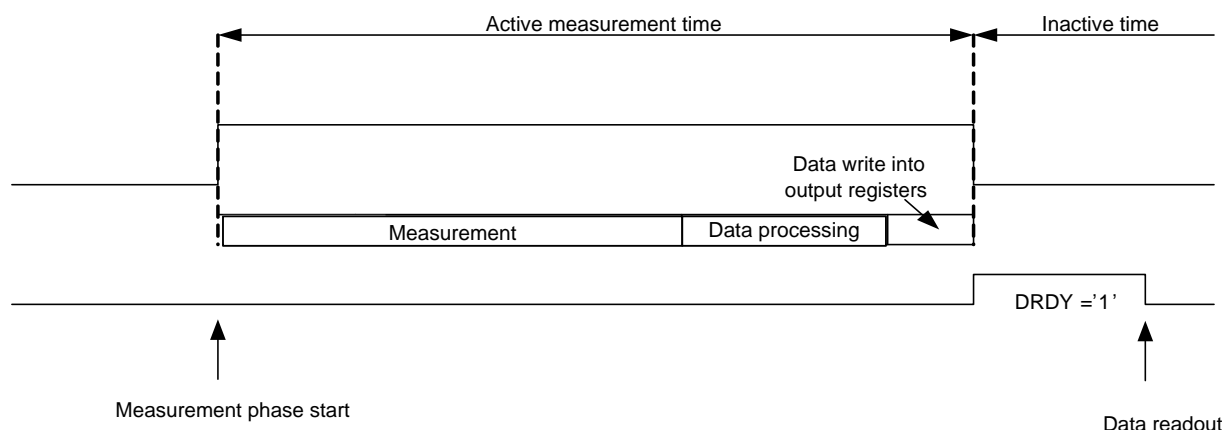 Active measurement time
Inactive time
Data write into
output registers
Measurement
Data processing
DRDY ='1'
Measurement phase start
Data readout